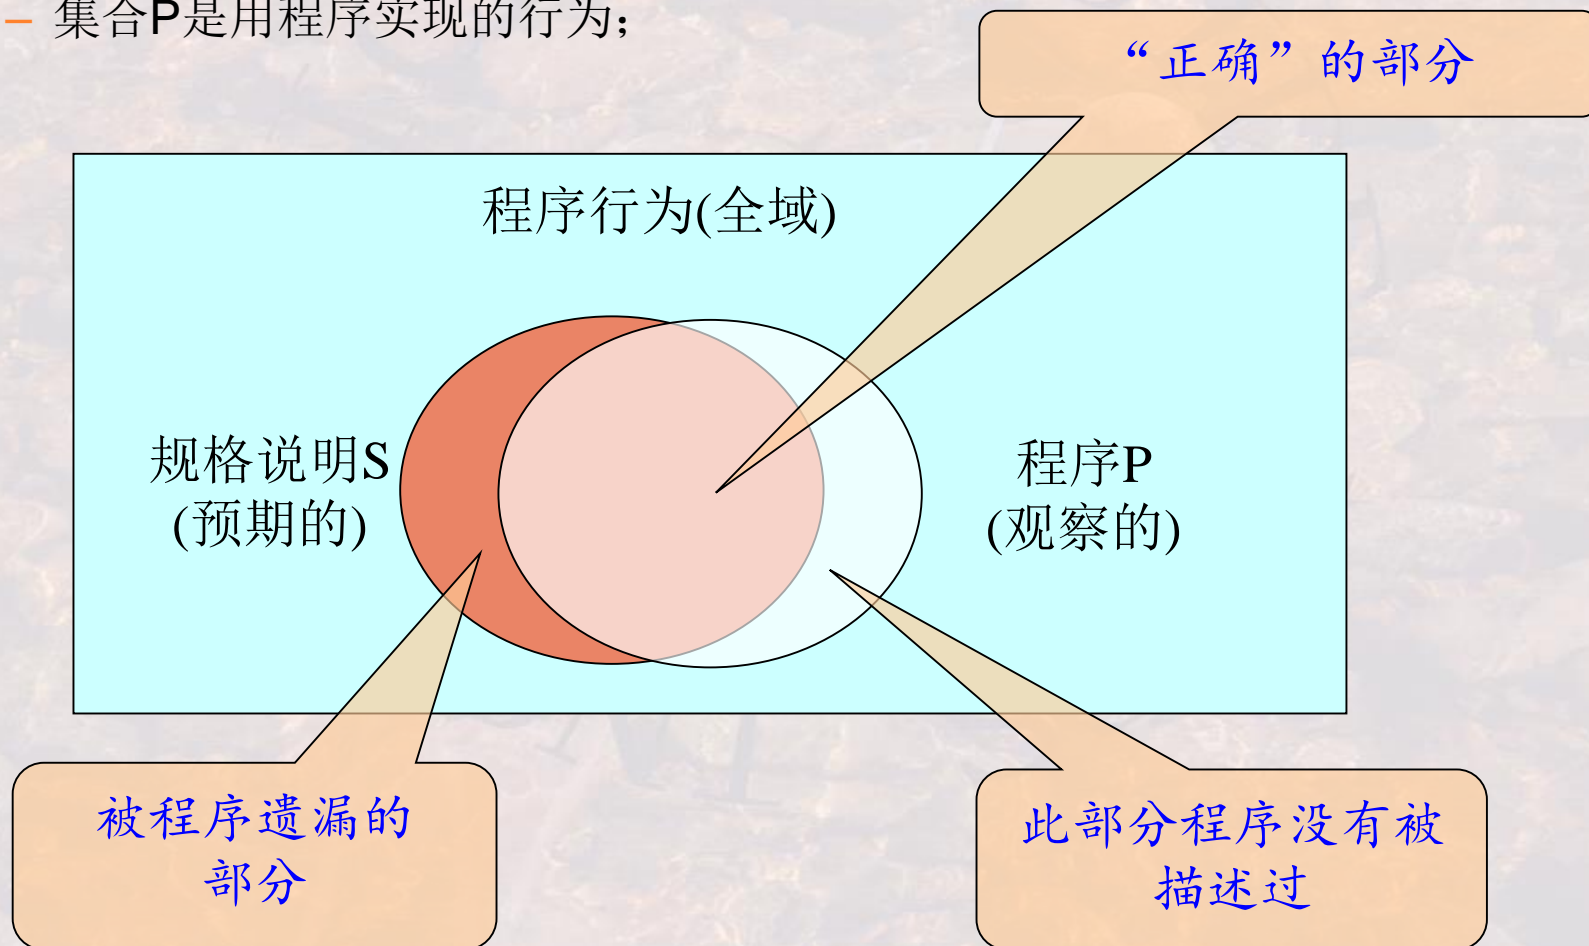 – 集合P是用程序实现的行为；
“正确”的部分
程序行为(全域)
规格说明S
(预期的)
程序P
(观察的)
被程序遗漏的
部分
此部分程序没有被
描述过